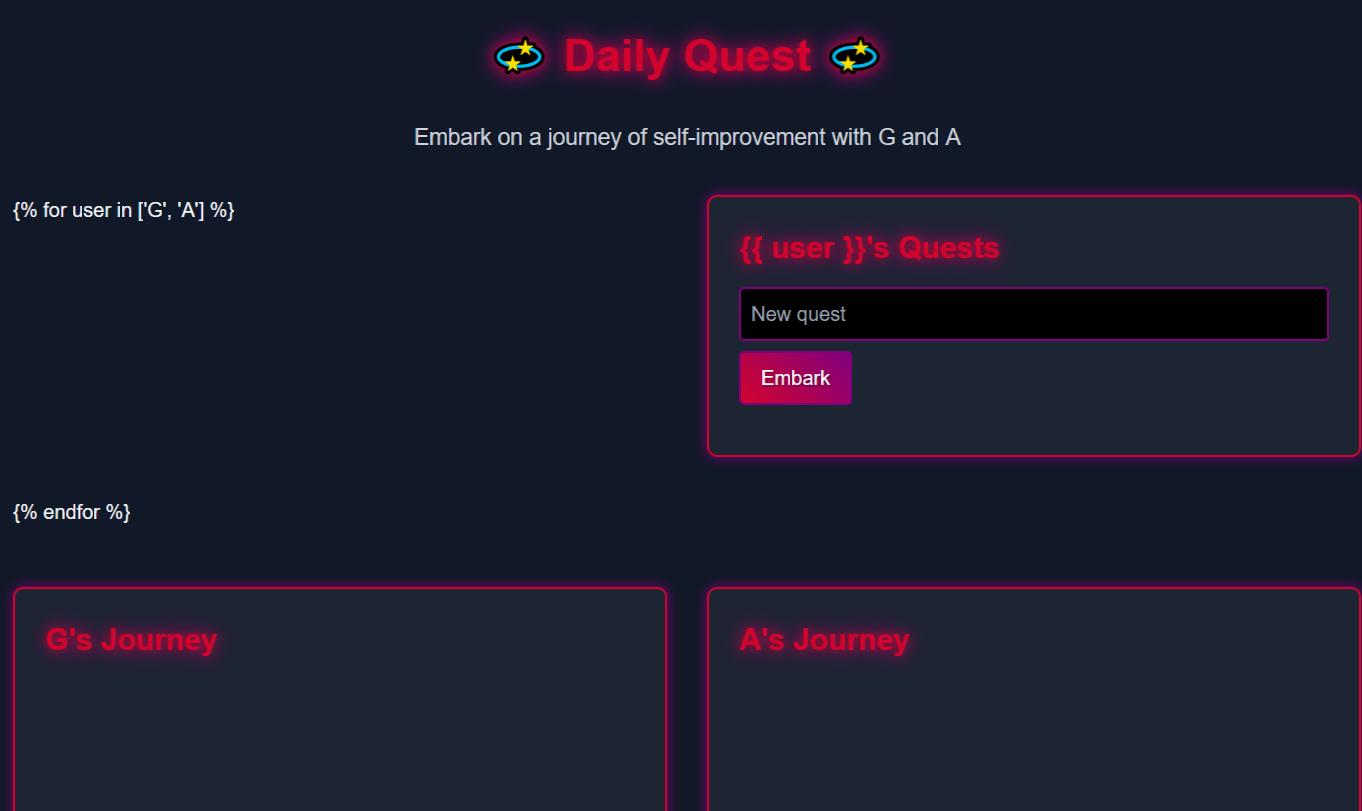 💫 Daily Quest 💫
Embark on a journey of self-improvement with G and A
{% for user in ['G', 'A'] %}
{{ user }}'s Quests
New quest
Embark
{% endfor %}
G's Journey
A's Journey